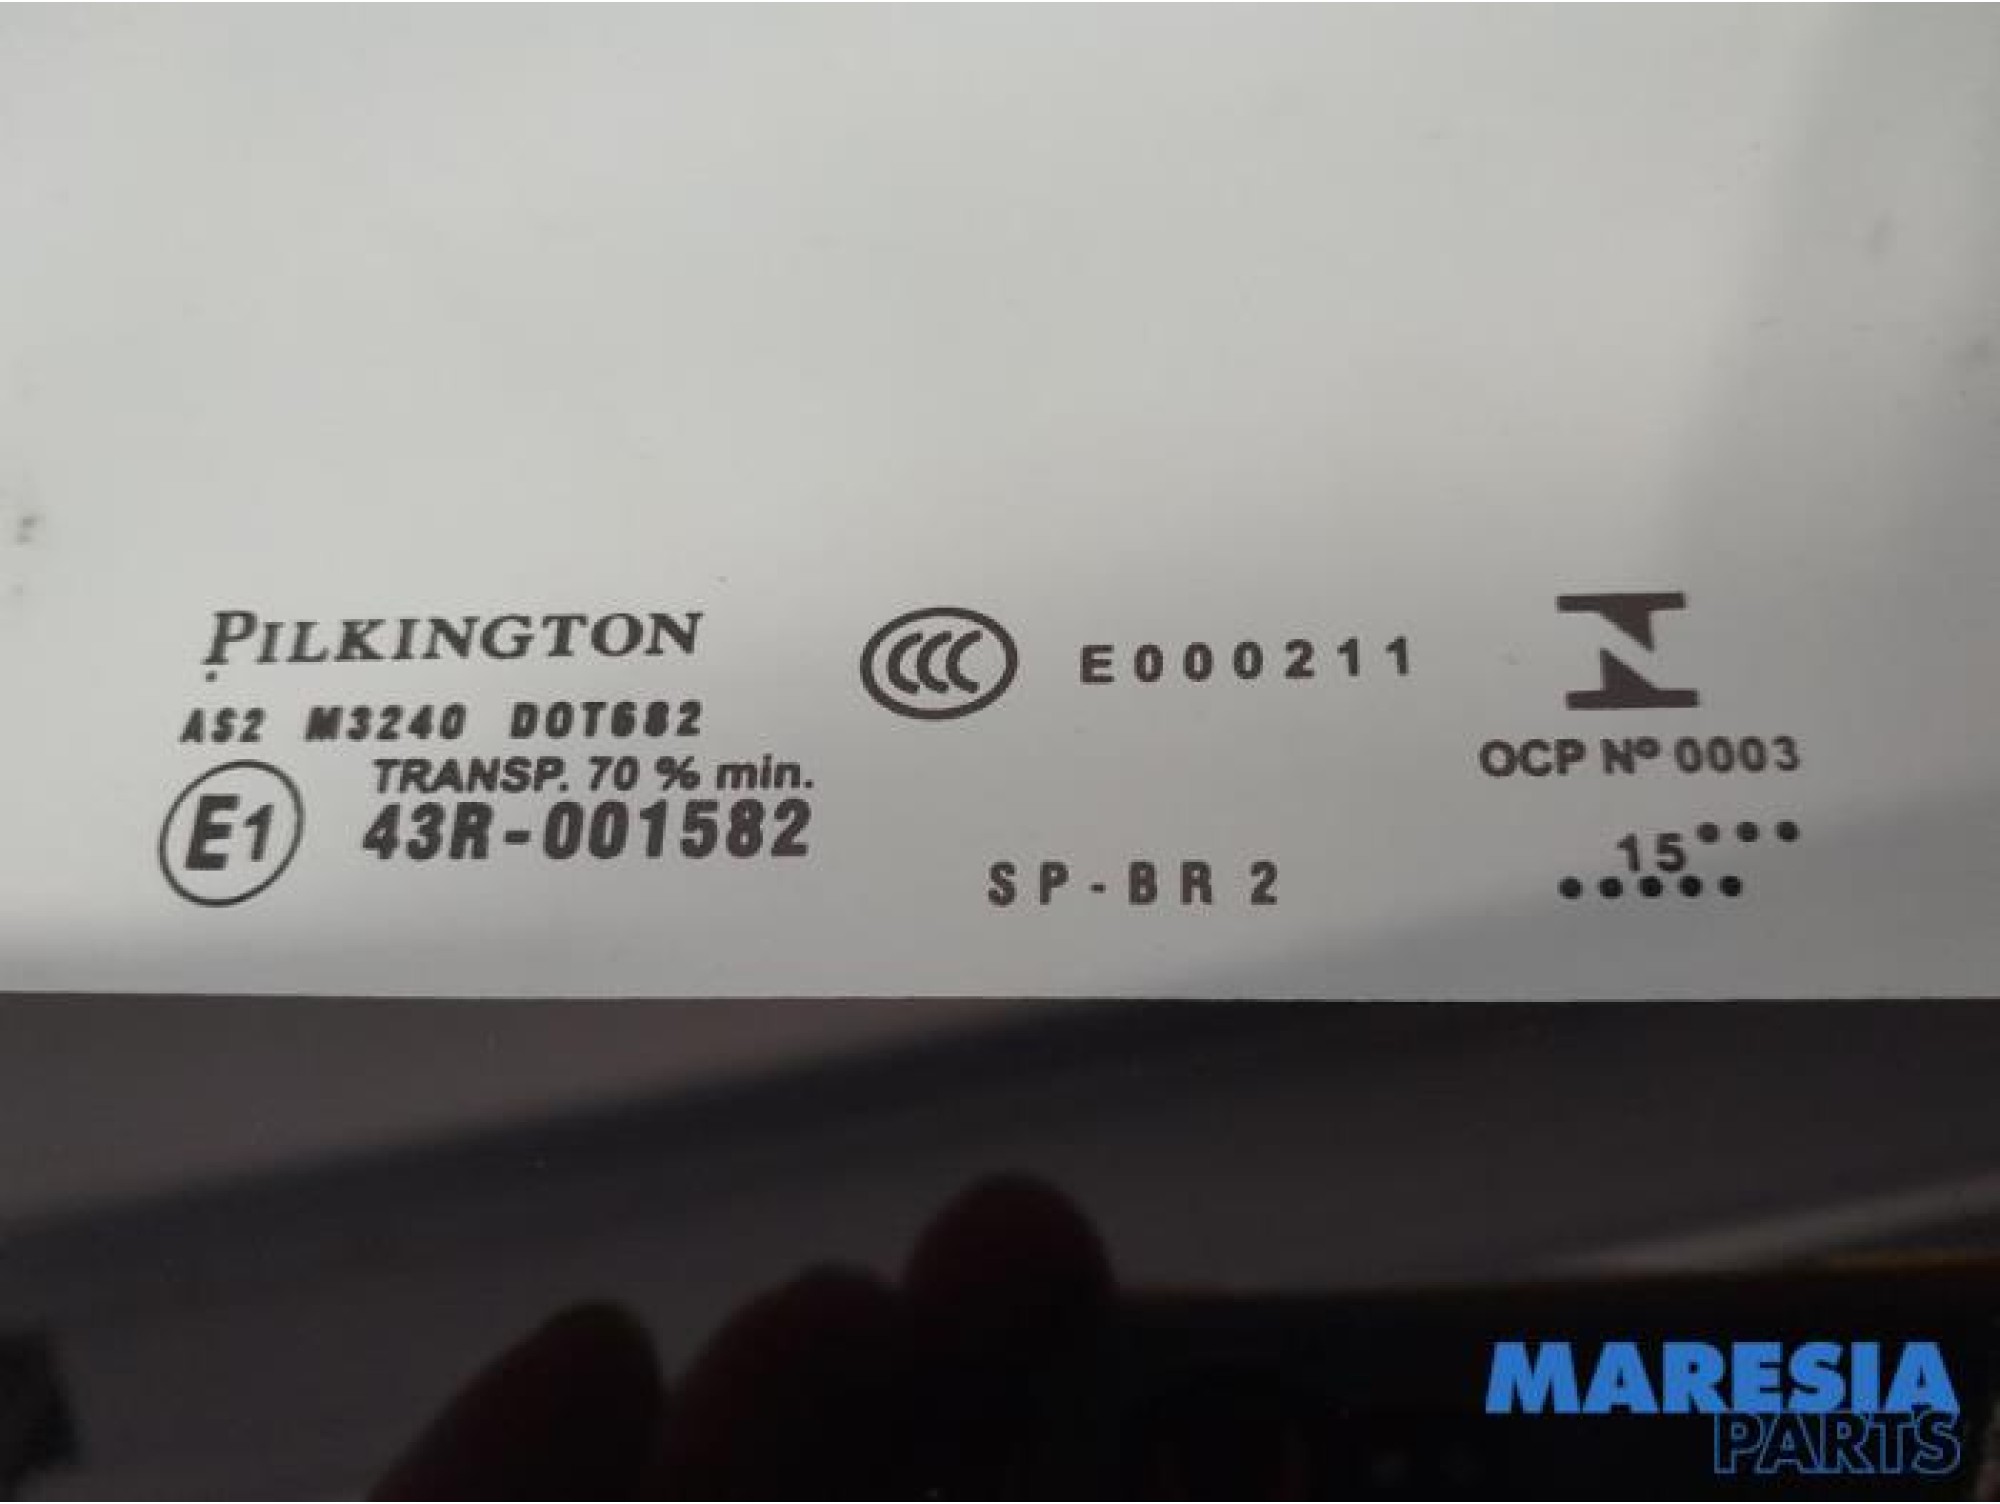 PILKINGTON
AS2 M3240 DOT682
TRANSP. 70 % min.
E1 43R-001582
CCC E000211
SP-BR 2
OCP Nº 0003
15
MARESIA
PARTS